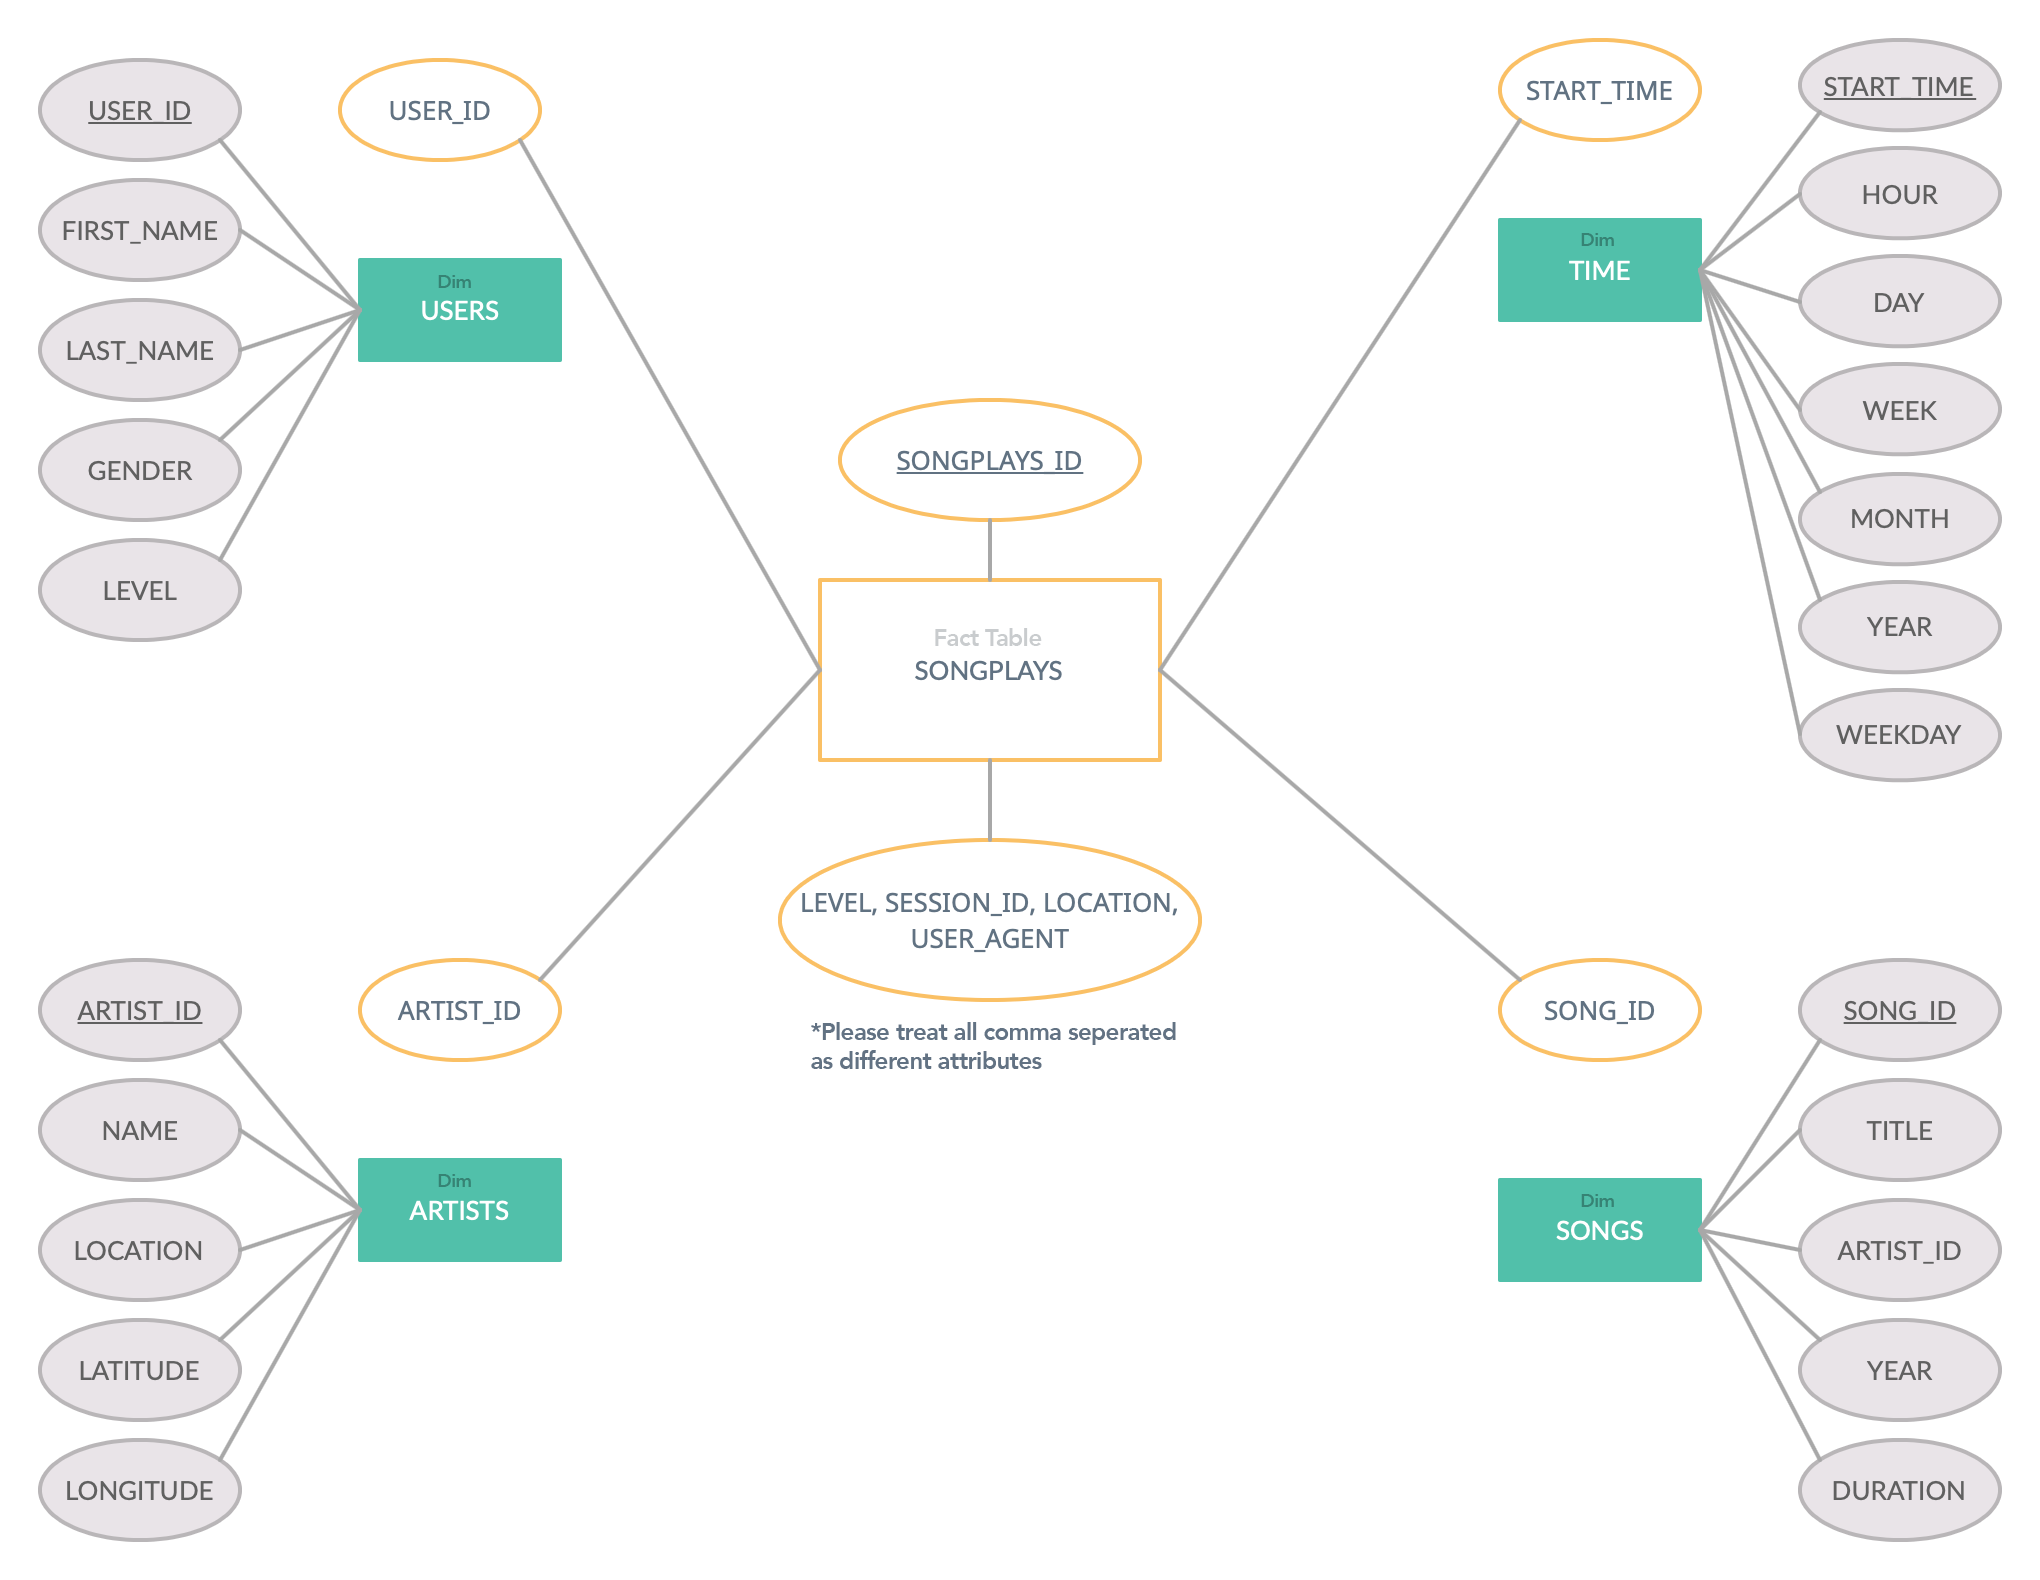 USER_ID
FIRST_NAME
LAST_NAME
GENDER
LEVEL
USER_ID
Dim
USERS
START_TIME
Dim
TIME
START_TIME
HOUR
DAY
WEEK
MONTH
YEAR
WEEKDAY
SONGPLAYS_ID
Fact Table
SONGPLAYS
LEVEL, SESSION_ID, LOCATION,
USER_AGENT
*Please treat all comma seperated
as different attributes
ARTIST_ID
NAME
LOCATION
LATITUDE
LONGITUDE
ARTIST_ID
Dim
ARTISTS
SONG_ID
Dim
SONGS
SONG_ID
TITLE
ARTIST_ID
YEAR
DURATION